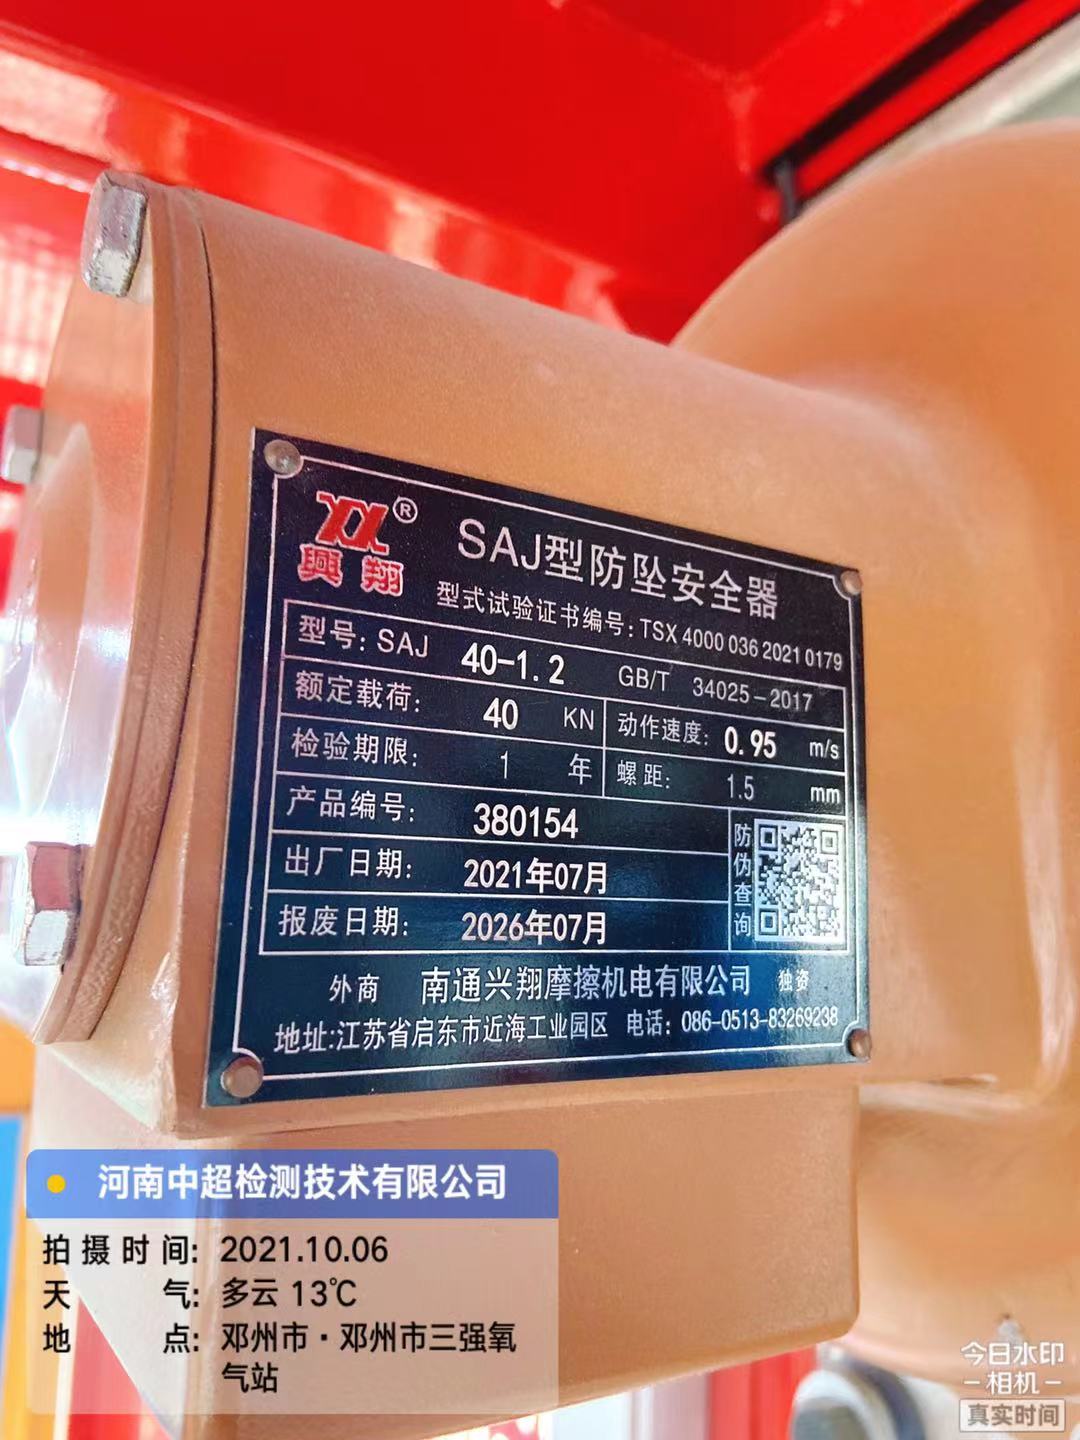 XX®
興翔
SAJ型防坠安全器
型式试验证书编号:TSX 4000 036 2021 0179
型号: SAJ 40-1.2 GB/T 34025-2017
额定载荷: 40 KN 动作速度: 0.95 m/s
检验期限: 1 年 螺距: 1.5 mm
产品编号: 380154
出厂日期: 2021年07月
报废日期: 2026年07月
防伪查询
外商 南通兴翔摩擦机电有限公司 独资
地址:江苏省启东市近海工业园区 电话: 086-0513-83269238
河南中超检测技术有限公司
拍摄时间: 2021.10.06
天气: 多云 13℃
地点: 邓州市·邓州市三强氧
气站
今日水印
-相机-
真实时间